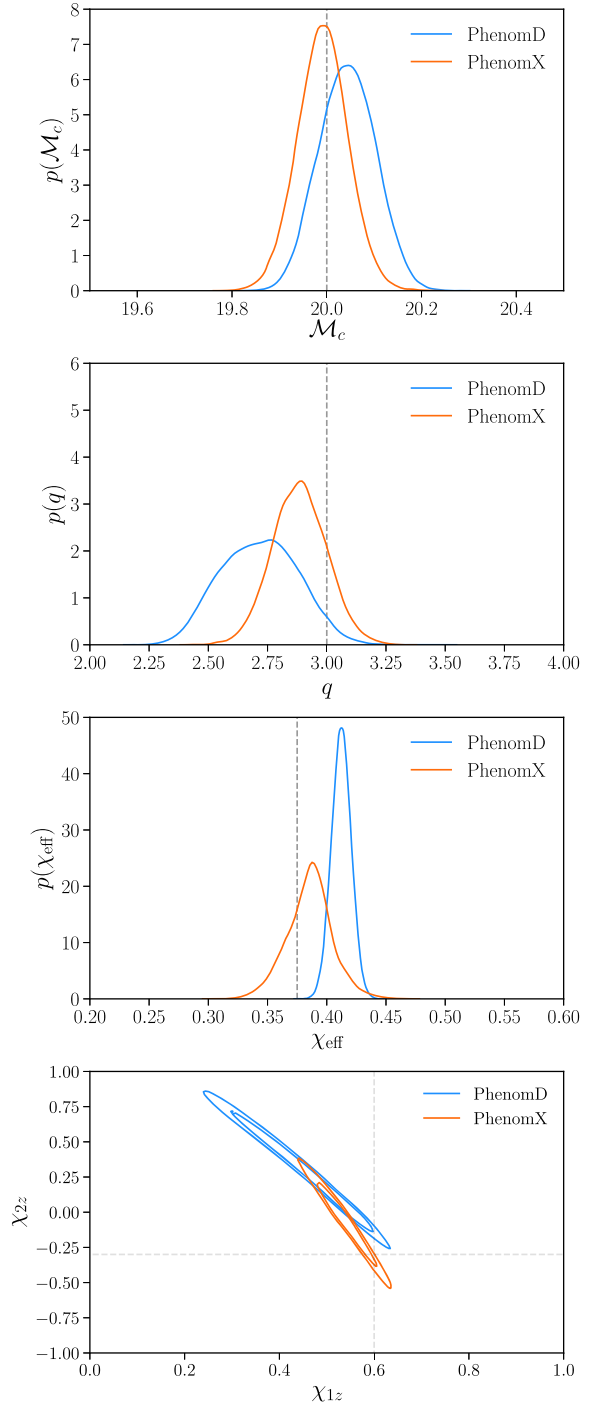 8
7
6
5
4
3
2
1
0
p(𝓜c)
PhenomD
PhenomX
19.6 19.8 20.0 20.2 20.4
𝓜c
6
5
4
3
2
1
0
p(q)
PhenomD
PhenomX
2.00 2.25 2.50 2.75 3.00 3.25 3.50 3.75 4.00
q
50
40
30
20
10
0
p(χeff)
PhenomD
PhenomX
0.20 0.25 0.30 0.35 0.40 0.45 0.50 0.55 0.60
χeff
1.00
0.75
0.50
0.25
0.00
−0.25
−0.50
−0.75
−1.00
χ2z
PhenomD
PhenomX
0.0 0.2 0.4 0.6 0.8 1.0
χ1z